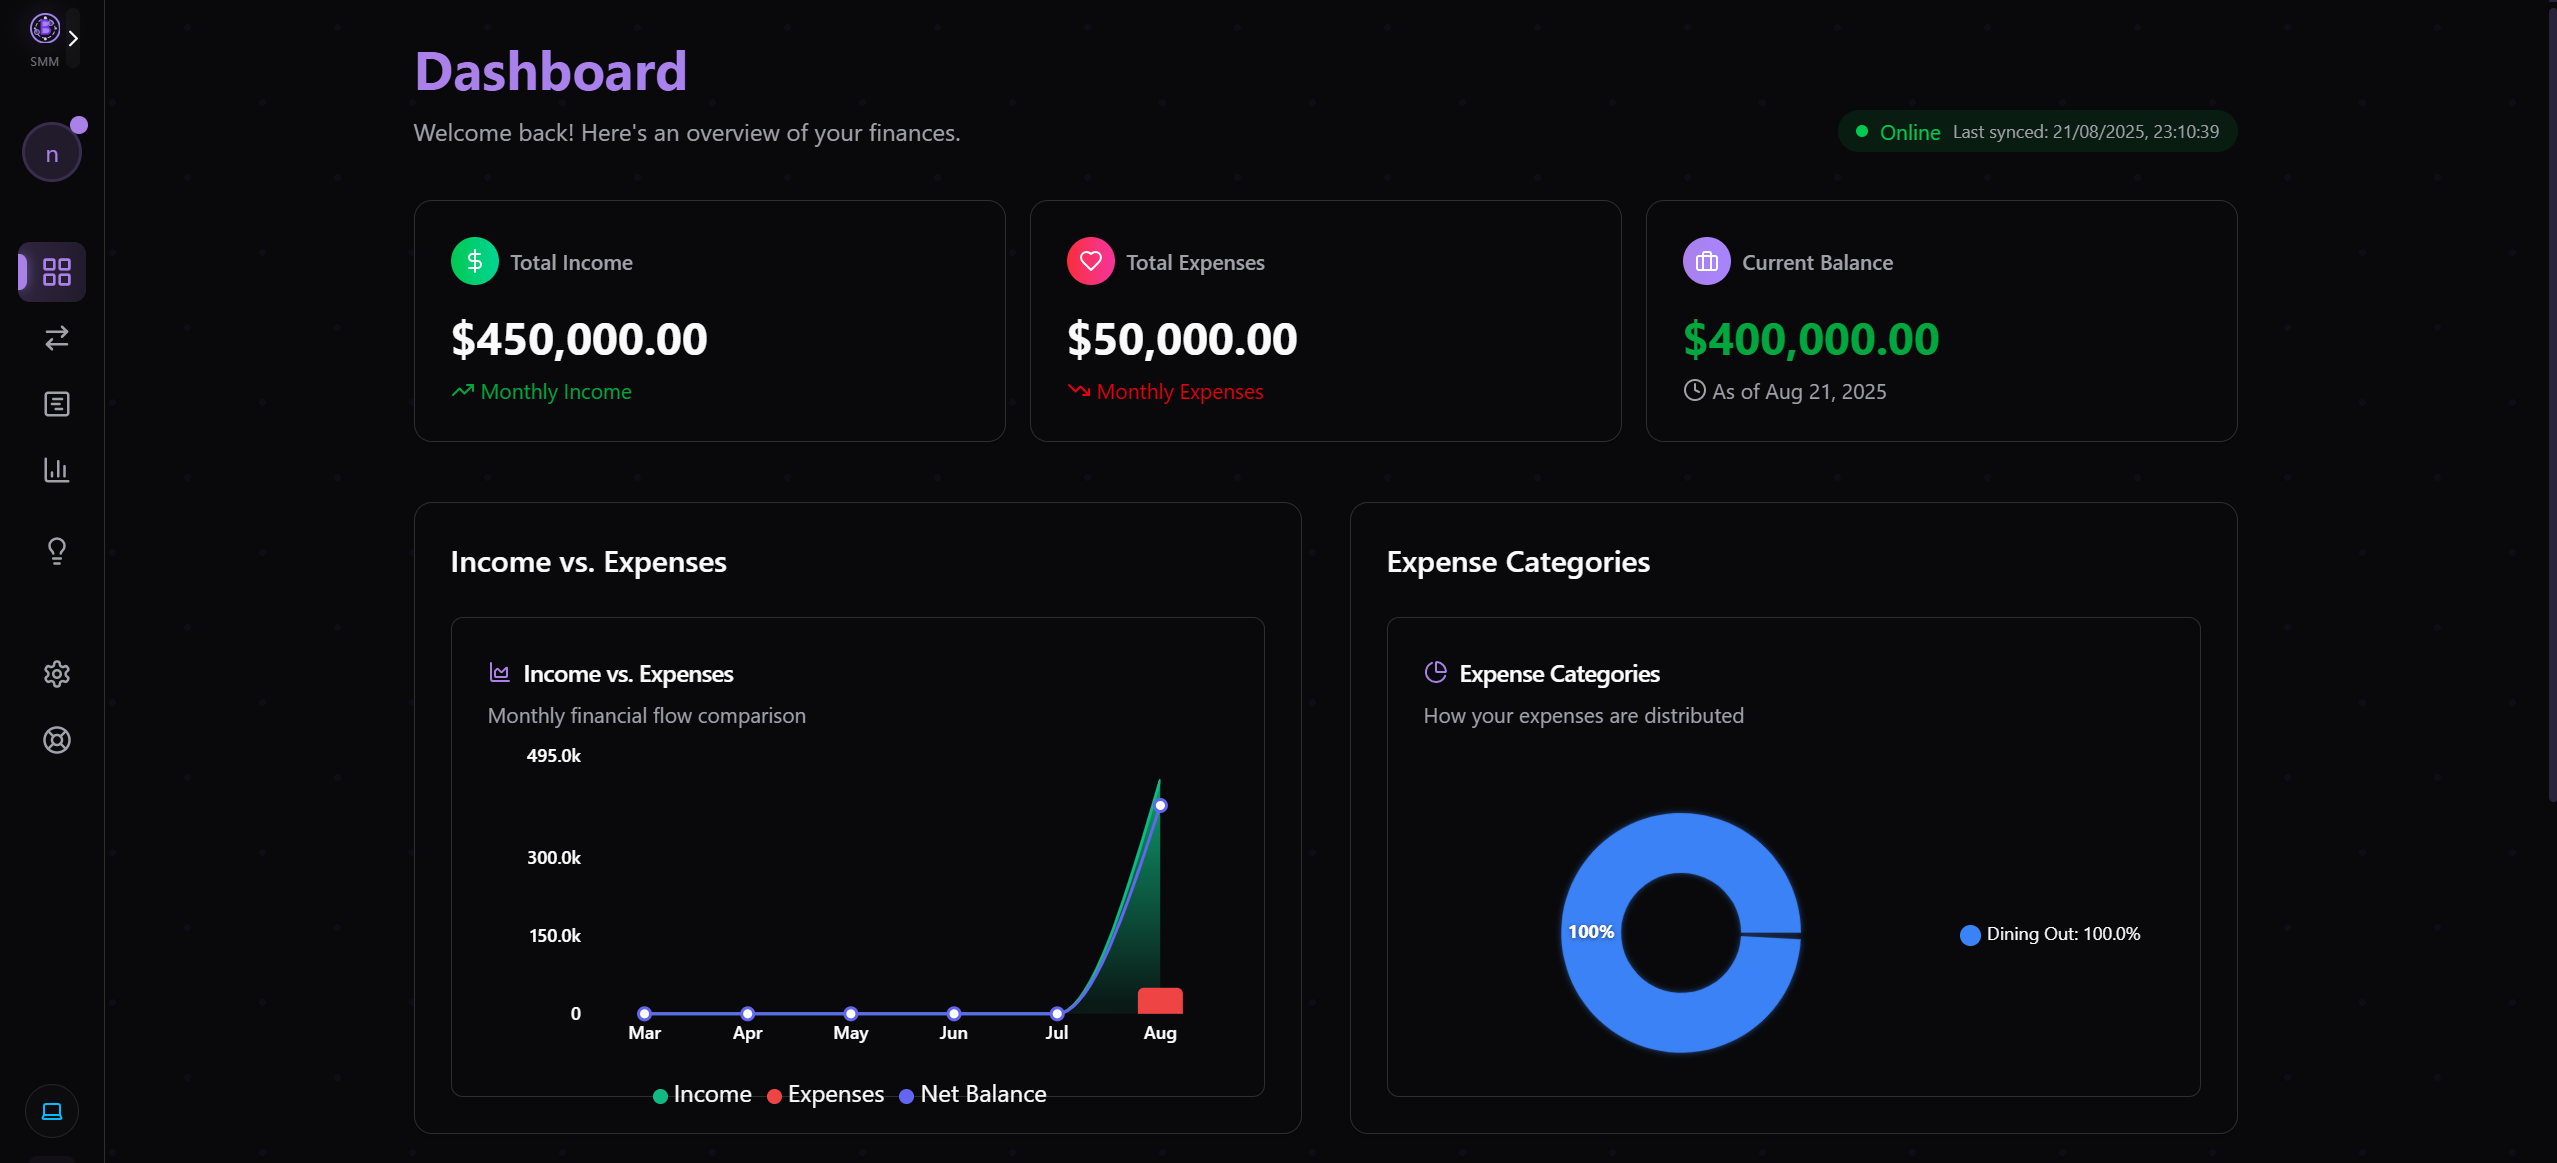 SMM
n
Dashboard
Welcome back! Here's an overview of your finances.
Online Last synced: 21/08/2025, 23:10:39
Total Income
$450,000.00
Monthly Income
Total Expenses
$50,000.00
Monthly Expenses
Current Balance
$400,000.00
As of Aug 21, 2025
Income vs. Expenses
Income vs. Expenses
Monthly financial flow comparison
495.0k
300.0k
150.0k
0
Mar Apr May Jun Jul Aug
Income Expenses Net Balance
Expense Categories
Expense Categories
How your expenses are distributed
100%
Dining Out: 100.0%